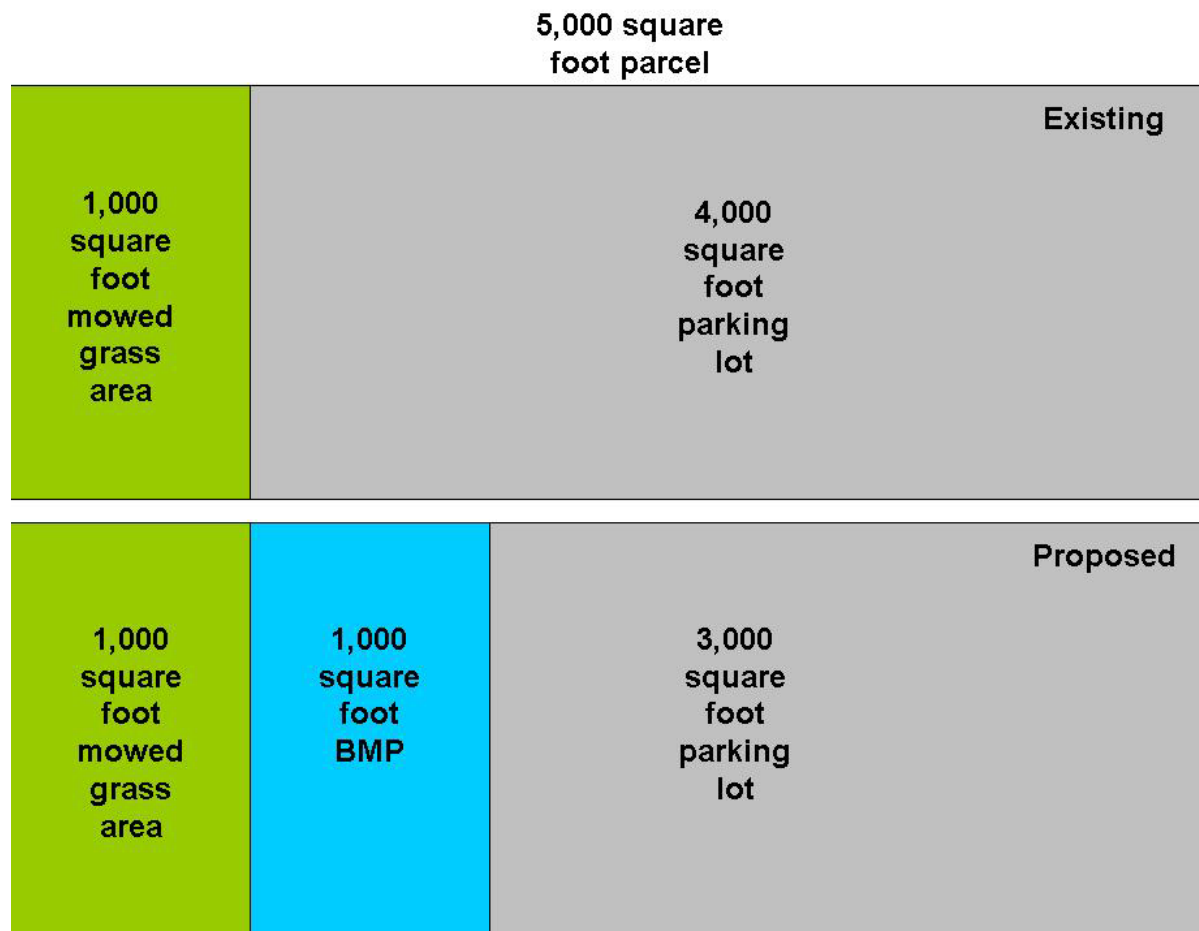 5,000 square
foot parcel
Existing
1,000
square
foot
mowed
grass
area
4,000
square
foot
parking
lot
Proposed
1,000
square
foot
mowed
grass
area
1,000
square
foot
BMP
3,000
square
foot
parking
lot